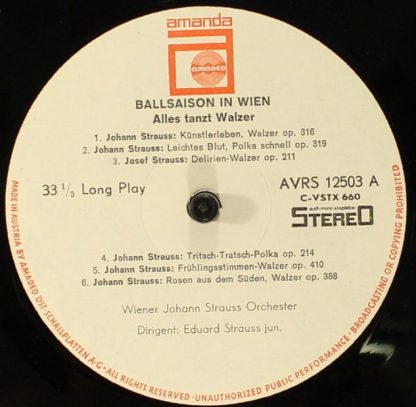 amanda
AMADEO
BALLSAISON IN WIEN
Alles tanzt Walzer
1. Johann Strauss: Künstlerleben, Walzer op. 316
2. Johann Strauss: Leichtes Blut, Polka schnell op. 319
3. Josef Strauss: Delirien-Walzer op. 211
33 1/3 Long Play
AVRS 12503 A
C-VSTX 660
auch mono abspielbar
STEREO
4. Johann Strauss: Tritsch-Tratsch-Polka op. 214
5. Johann Strauss: Frühlingsstimmen-Walzer op. 410
6. Johann Strauss: Rosen aus dem Süden, Walzer op. 388
Wiener Johann Strauss Orchester
Dirigent: Eduard Strauss jun.
MADE IN AUSTRIA BY AMADEO ÖST. SCHALLPLATTEN A-G • ALL RIGHTS RESERVED • UNAUTHORIZED PUBLIC PERFORMANCE • BROADCASTING OR COPYING PROHIBITED